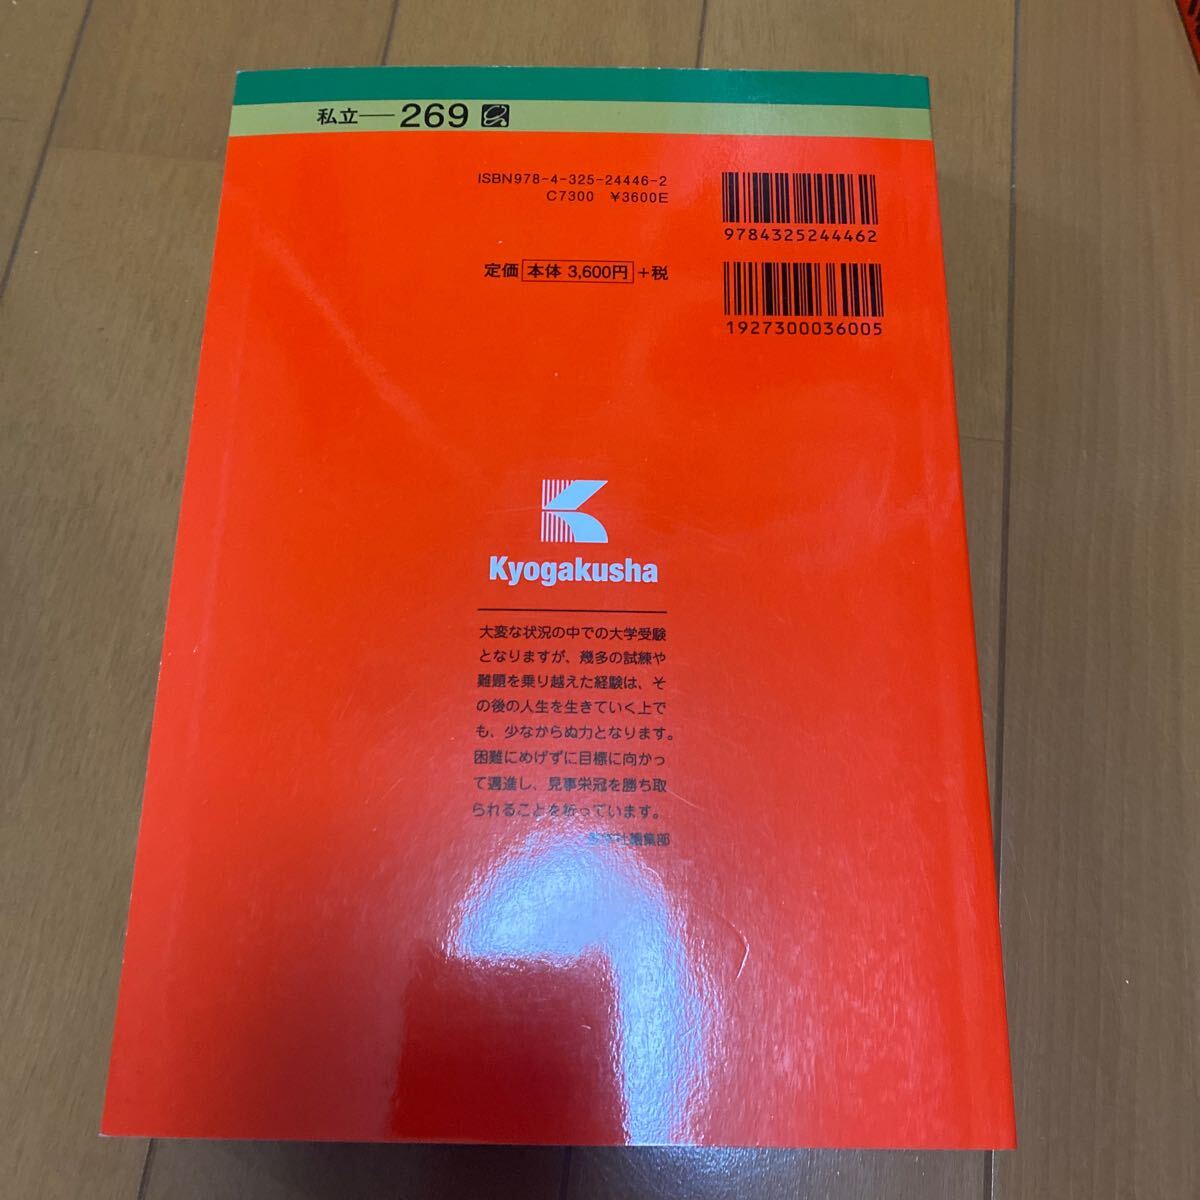 私立—269
ISBN978-4-325-24446-2
C7300 ¥3600E
9784325244462
定価 本体 3,600円 +税
1927300036005
Kyogakusha
大変な状況の中での大学受験
となりますが、幾多の試練や
難題を乗り越えた経験は、そ
の後の人生を生きていく上で
も、少なからぬ力となります。
困難にめげずに目標に向かっ
て邁進し、見事栄冠を勝ち取
られることを祈っています。
教学社編集部